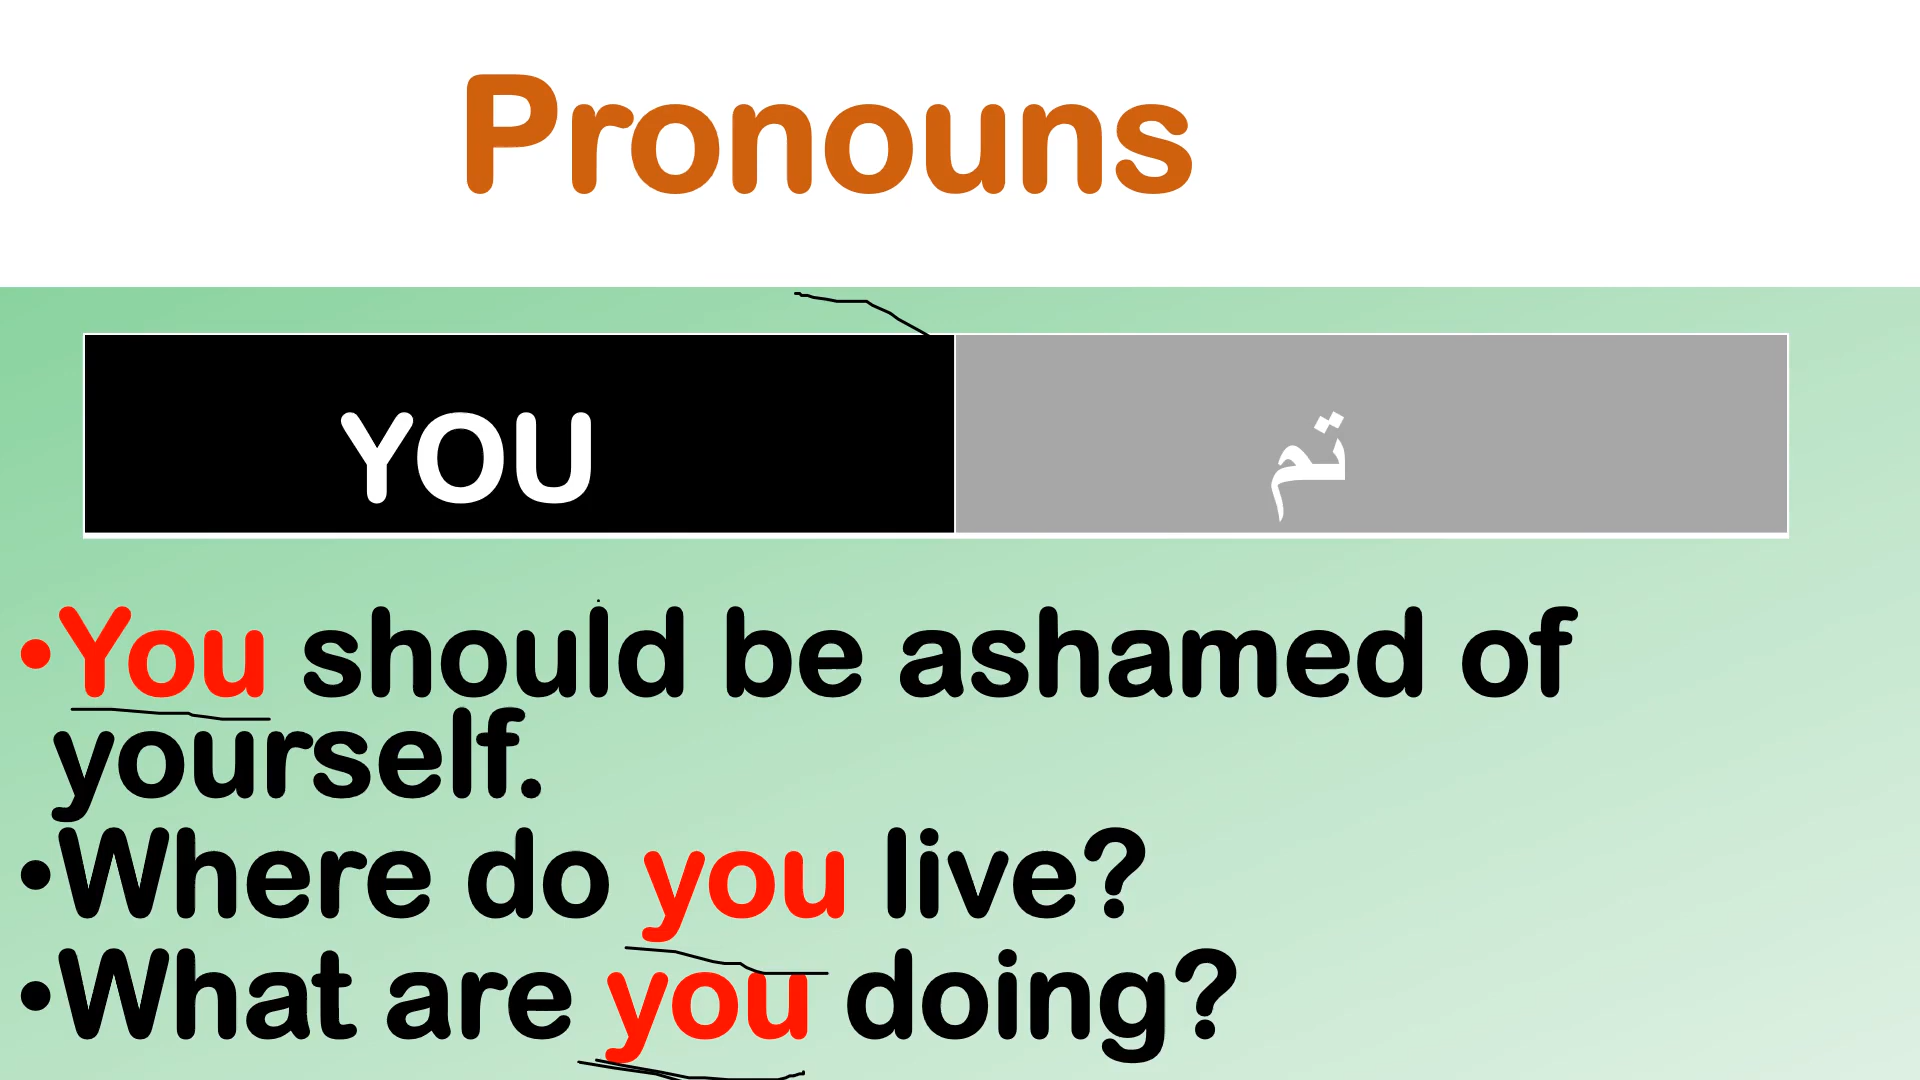 Pronouns
YOU
تم
•You should be ashamed of
yourself.
•Where do you live?
•What are you doing?